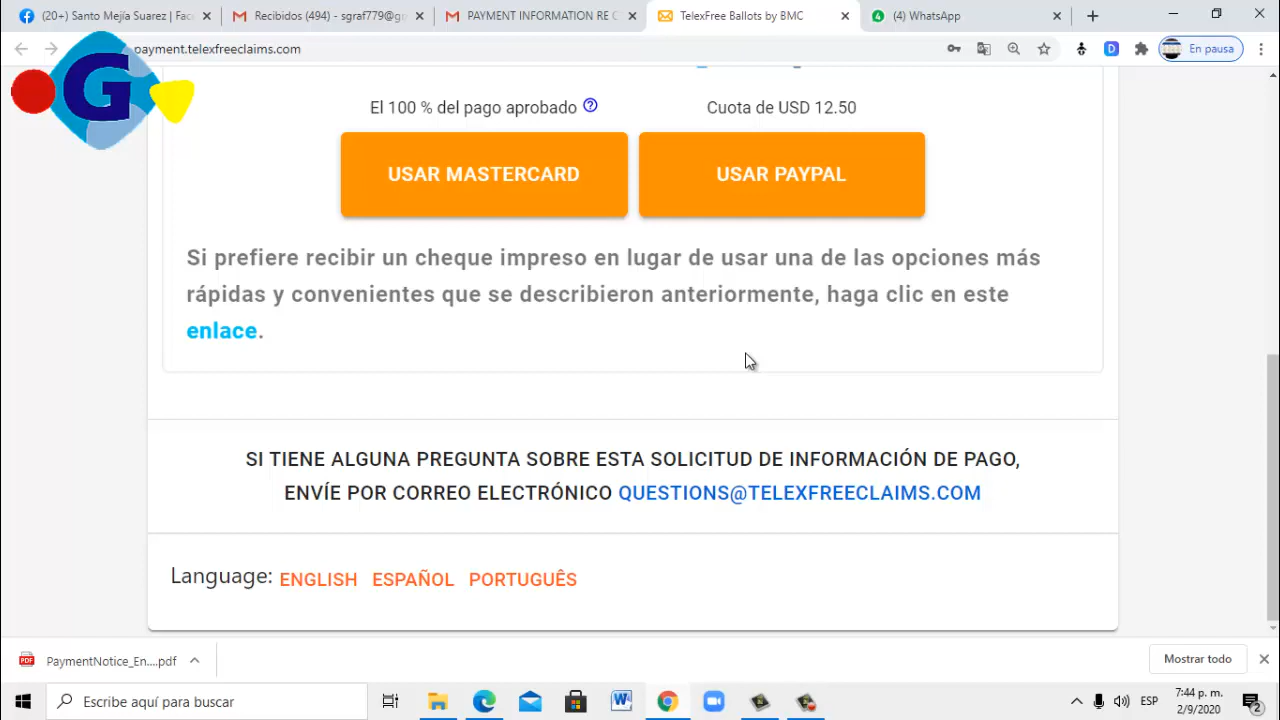 (20+) Santo Mejía Suarez | Fac
Recibidos (494) - sgraf779@go
PAYMENT INFORMATION RE C
TelexFree Ballots by BMC
(4) WhatsApp
payment.telexfreeclaims.com
En pausa
G
El 100 % del pago aprobado
Cuota de USD 12.50
USAR MASTERCARD
USAR PAYPAL
Si prefiere recibir un cheque impreso en lugar de usar una de las opciones más
rápidas y convenientes que se describieron anteriormente, haga clic en este
enlace.
SI TIENE ALGUNA PREGUNTA SOBRE ESTA SOLICITUD DE INFORMACIÓN DE PAGO,
ENVÍE POR CORREO ELECTRÓNICO QUESTIONS@TELEXFREECLAIMS.COM
Language: ENGLISH ESPAÑOL PORTUGUÊS
PaymentNotice_En....pdf
Mostrar todo
Escribe aquí para buscar
ESP
7:44 p. m.
2/9/2020
2